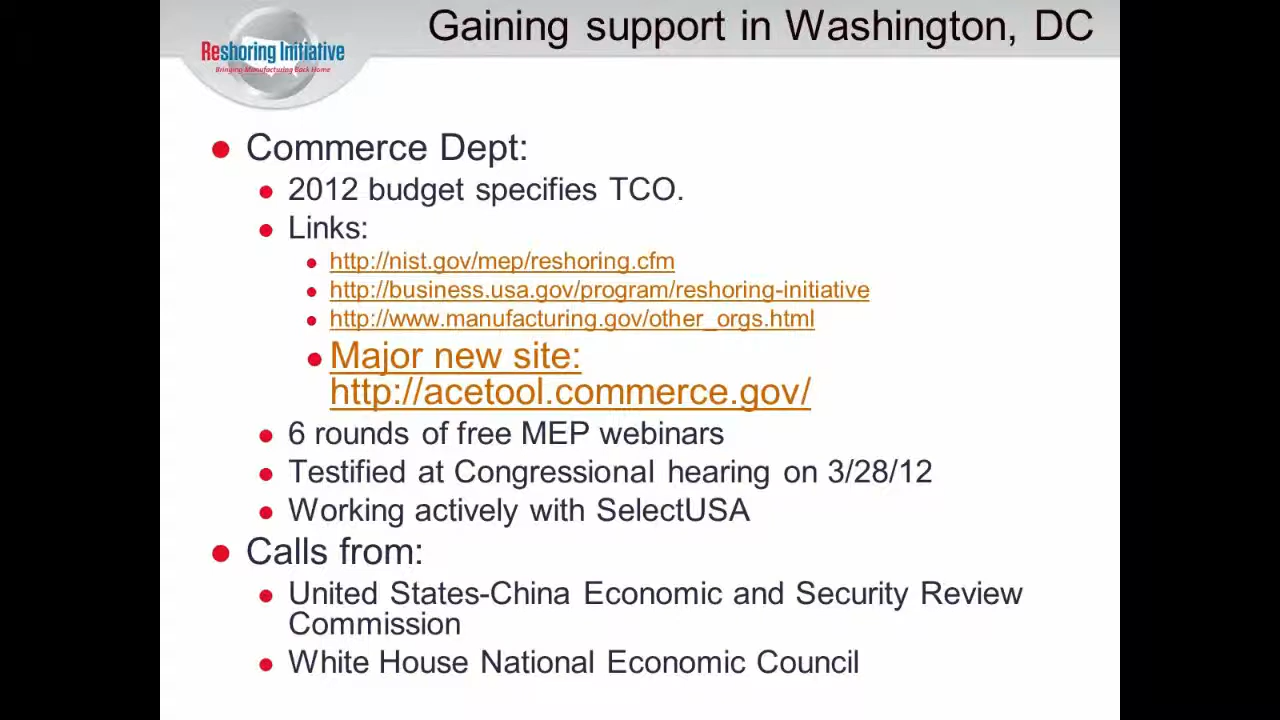 Gaining support in Washington, DC
Reshoring Initiative
Bringing Manufacturing Back Home
Commerce Dept:
2012 budget specifies TCO.
Links:
http://nist.gov/mep/reshoring.cfm
http://business.usa.gov/program/reshoring-initiative
http://www.manufacturing.gov/other_orgs.html
Major new site:
http://acetool.commerce.gov/
6 rounds of free MEP webinars
Testified at Congressional hearing on 3/28/12
Working actively with SelectUSA
Calls from:
United States-China Economic and Security Review
Commission
White House National Economic Council